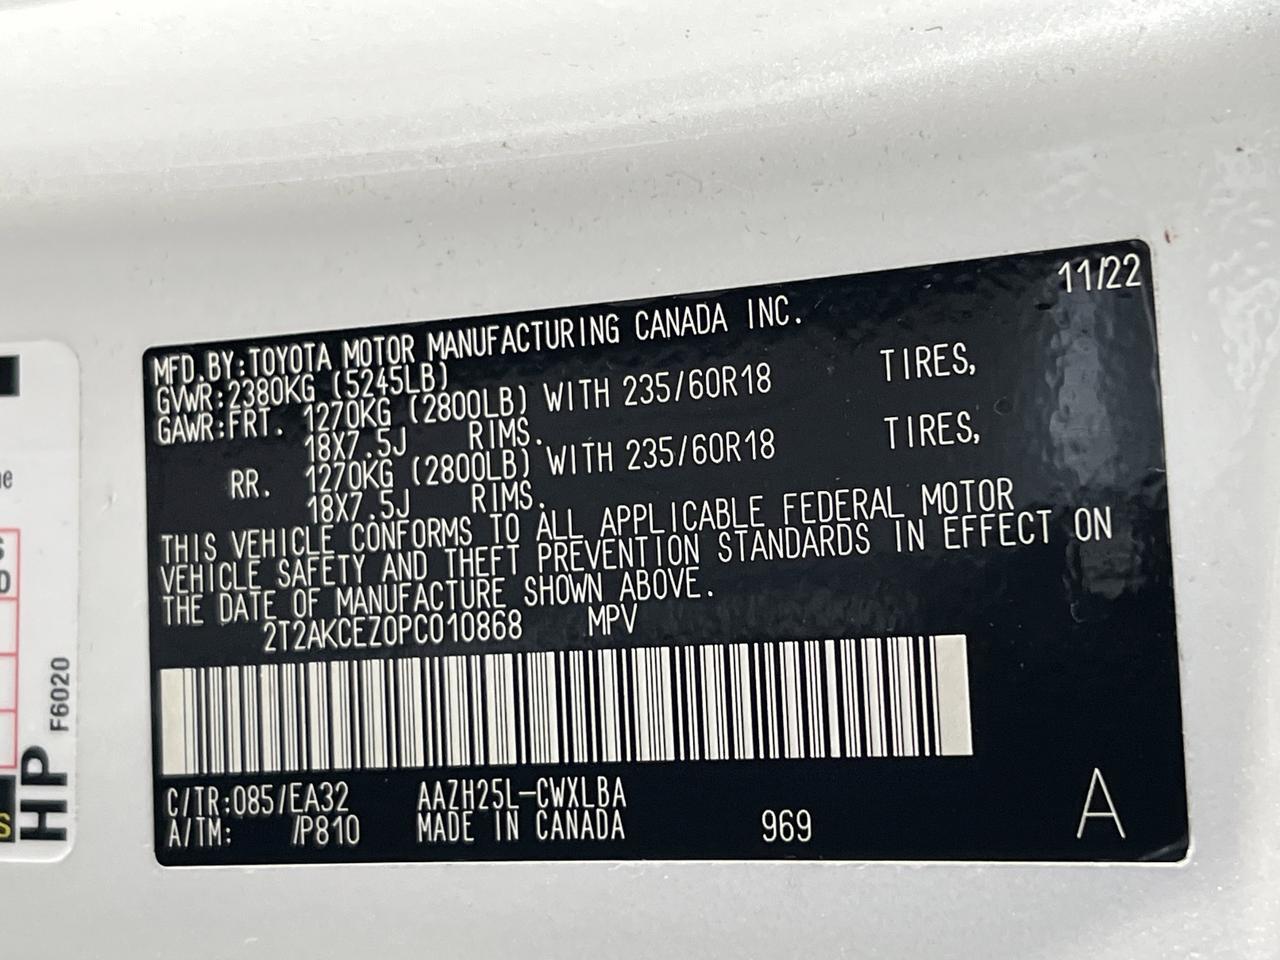 11/22
MFD.BY:TOYOTA MOTOR MANUFACTURING CANADA INC.
GVWR:2380KG (5245LB)
GAWR:FRT. 1270KG (2800LB) WITH 235/60R18 TIRES,
18X7.5J RIMS.
RR. 1270KG (2800LB) WITH 235/60R18 TIRES,
18X7.5J RIMS.
THIS VEHICLE CONFORMS TO ALL APPLICABLE FEDERAL MOTOR
VEHICLE SAFETY AND THEFT PREVENTION STANDARDS IN EFFECT ON
THE DATE OF MANUFACTURE SHOWN ABOVE.
2T2AKCEZ0PC010868 MPV
C/TR:085/EA32 AAZH25L-CWXLBA
A/TM: /P810 MADE IN CANADA 969 A
HP F6020